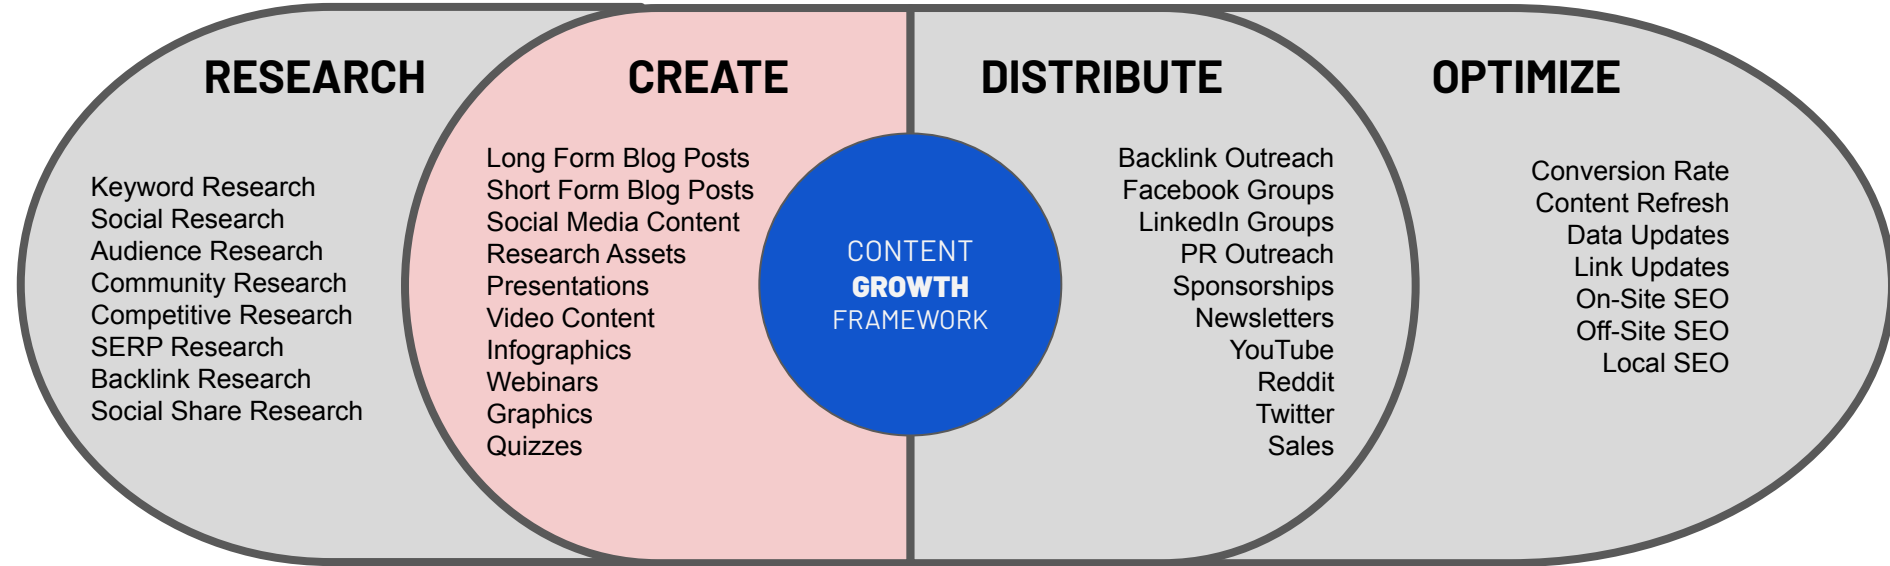 RESEARCH
Keyword Research
Social Research
Audience Research
Community Research
Competitive Research
SERP Research
Backlink Research
Social Share Research
CREATE
Long Form Blog Posts
Short Form Blog Posts
Social Media Content
Research Assets
Presentations
Video Content
Infographics
Webinars
Graphics
Quizzes
CONTENT
GROWTH
FRAMEWORK
DISTRIBUTE
Backlink Outreach
Facebook Groups
LinkedIn Groups
PR Outreach
Sponsorships
Newsletters
YouTube
Reddit
Twitter
Sales
OPTIMIZE
Conversion Rate
Content Refresh
Data Updates
Link Updates
On-Site SEO
Off-Site SEO
Local SEO